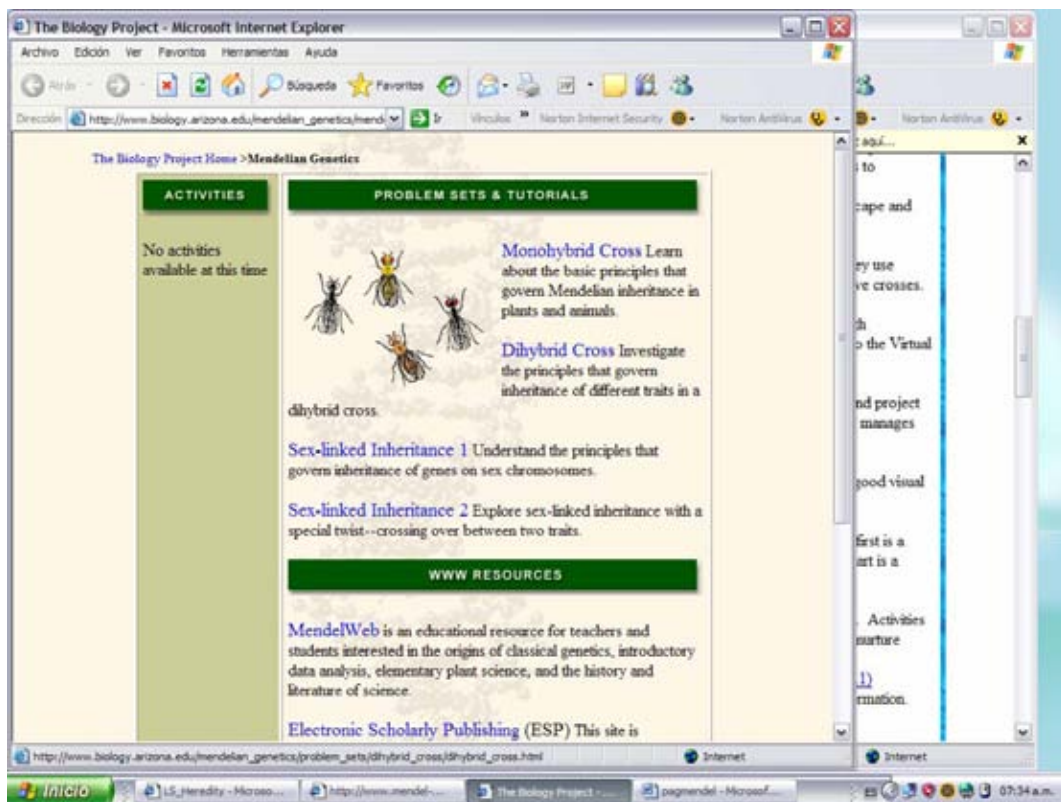 The Biology Project - Microsoft Internet Explorer
Archivo Edición Ver Favoritos Herramientas Ayuda
Atrás Búsqueda Favoritos
Dirección http://www.biology.arizona.edu/mendelian_genetics/mend Ir Vínculos » Norton Internet Security Norton AntiVirus
Norton AntiVirus
aquí...
The Biology Project Home >Mendelian Genetics
ACTIVITIES
No activities
available at this time
PROBLEM SETS & TUTORIALS
Monohybrid Cross Learn
about the basic principles that
govern Mendelian inheritance in
plants and animals.
Dihybrid Cross Investigate
the principles that govern
inheritance of different traits in a
dihybrid cross.
Sex-linked Inheritance 1 Understand the principles that
govern inheritance of genes on sex chromosomes.
Sex-linked Inheritance 2 Explore sex-linked inheritance with a
special twist--crossing over between two traits.
WWW RESOURCES
MendelWeb is an educational resource for teachers and
students interested in the origins of classical genetics, introductory
data analysis, elementary plant science, and the history and
literature of science.
Electronic Scholarly Publishing (ESP) This site is
s to
cape and
ey use
ve crosses.
th
o the Virtual
nd project
manages
good visual
first is a
art is a
. Activities
nurture
1)
rmation.
http://www.biology.arizona.edu/mendelian_genetics/problem_sets/dihybrid_cross/dihybrid_cross.html Internet
Internet
Inicio LS_Heredity - Microso... http://www.mendel-... The Biology Project - ... pagmendel - Microsof... 07:34 a.m.